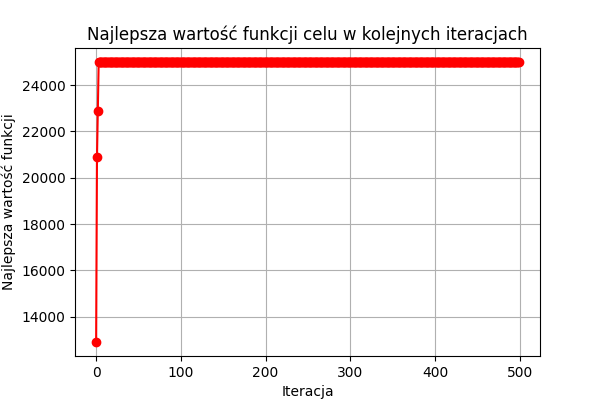 Najlepsza wartość funkcji celu w kolejnych iteracjach
Najlepsza wartość funkcji
24000
22000
20000
18000
16000
14000
0 100 200 300 400 500
Iteracja